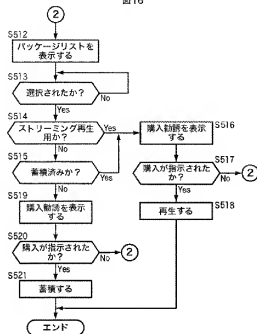 図16
2
S512
パッケージリストを
表示する
S513
選択されたか?
No
Yes
S514
ストリーミング再生
用か?
Yes
No
S515
蓄積済みか?
Yes
No
S516
購入勧誘を表示
する
S517
購入が指示された
か?
No
2
Yes
S518
再生する
S519
購入勧誘を表示
する
S520
購入が指示された
か?
No
2
Yes
S521
蓄積する
エンド